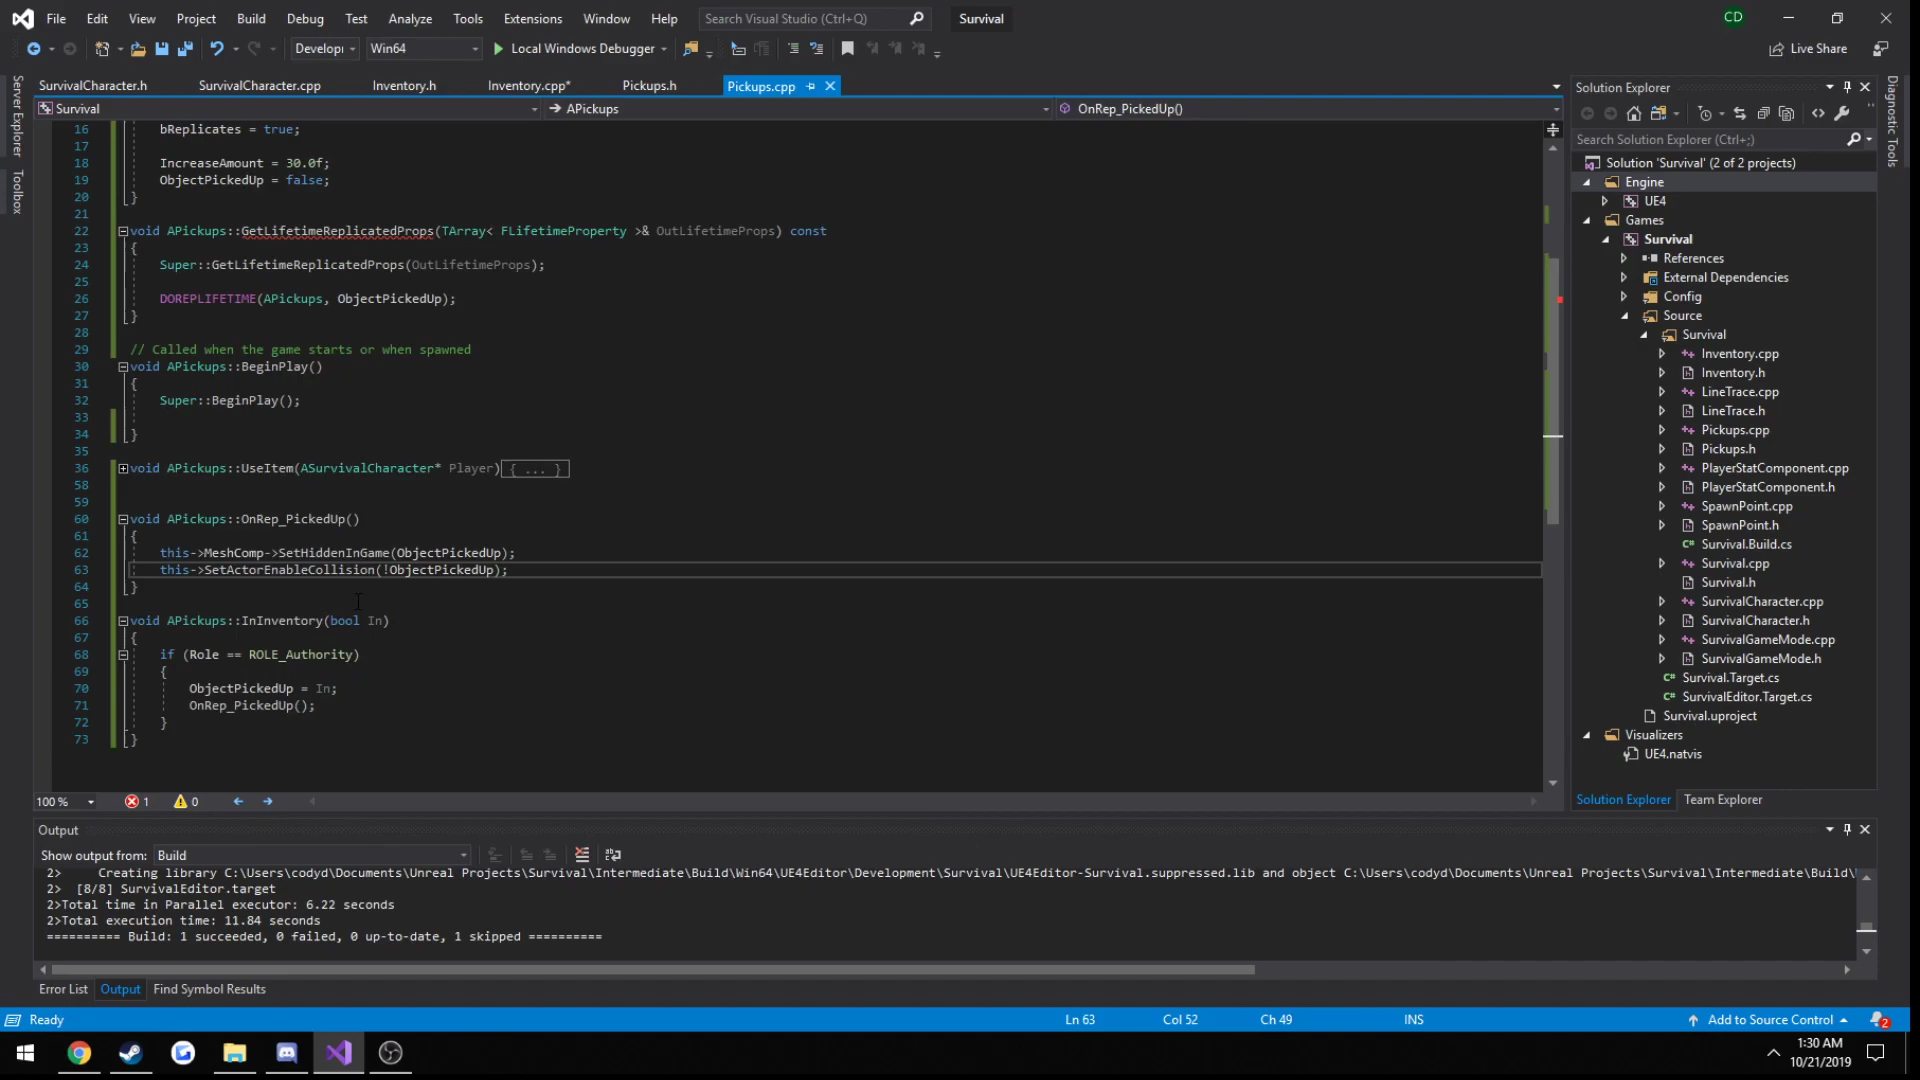 File Edit View Project Build Debug Test Analyze Tools Extensions Window Help Search Visual Studio (Ctrl+Q) Survival CD
Developi Win64 Local Windows Debugger Live Share
SurvivalCharacter.h SurvivalCharacter.cpp Inventory.h Inventory.cpp* Pickups.h Pickups.cpp
Survival APickups OnRep_PickedUp()
Server Explorer
Toolbox
16 bReplicates = true;
17
18 IncreaseAmount = 30.0f;
19 ObjectPickedUp = false;
20 }
21
22 void APickups::GetLifetimeReplicatedProps(TArray< FLifetimeProperty >& OutLifetimeProps) const
23 {
24 Super::GetLifetimeReplicatedProps(OutLifetimeProps);
25
26 DOREPLIFETIME(APickups, ObjectPickedUp);
27 }
28
29 // Called when the game starts or when spawned
30 void APickups::BeginPlay()
31 {
32 Super::BeginPlay();
33
34 }
35
36 void APickups::UseItem(ASurvivalCharacter* Player){ ... }
58
59
60 void APickups::OnRep_PickedUp()
61 {
62 this->MeshComp->SetHiddenInGame(ObjectPickedUp);
63 this->SetActorEnableCollision(!ObjectPickedUp);
64 }
65
66 void APickups::InInventory(bool In)
67 {
68 if (Role == ROLE_Authority)
69 {
70 ObjectPickedUp = In;
71 OnRep_PickedUp();
72 }
73 }
100 % 1 0
Solution Explorer
Search Solution Explorer (Ctrl+;)
Solution 'Survival' (2 of 2 projects)
Engine
UE4
Games
Survival
References
External Dependencies
Config
Source
Survival
Inventory.cpp
Inventory.h
LineTrace.cpp
LineTrace.h
Pickups.cpp
Pickups.h
PlayerStatComponent.cpp
PlayerStatComponent.h
SpawnPoint.cpp
SpawnPoint.h
Survival.Build.cs
Survival.cpp
Survival.h
SurvivalCharacter.cpp
SurvivalCharacter.h
SurvivalGameMode.cpp
SurvivalGameMode.h
Survival.Target.cs
SurvivalEditor.Target.cs
Survival.uproject
Visualizers
UE4.natvis
Solution Explorer Team Explorer
Diagnostic Tools
Output
Show output from: Build
2> Creating library C:\Users\codyd\Documents\Unreal Projects\Survival\Intermediate\Build\Win64\UE4Editor\Development\Survival\UE4Editor-Survival.suppressed.lib and object C:\Users\codyd\Documents\Unreal Projects\Survival\Intermediate\Build\
2> [8/8] SurvivalEditor.target
2>Total time in Parallel executor: 6.22 seconds
2>Total execution time: 11.84 seconds
========== Build: 1 succeeded, 0 failed, 0 up-to-date, 1 skipped ==========
Error List Output Find Symbol Results
Ready Ln 63 Col 52 Ch 49 INS Add to Source Control 2
1:30 AM
10/21/2019